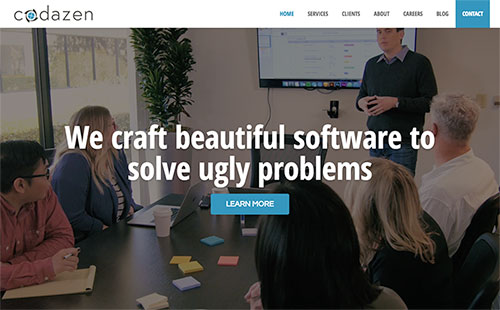 codazen
HOME SERVICES CLIENTS ABOUT CAREERS BLOG CONTACT
We craft beautiful software to
solve ugly problems
LEARN MORE